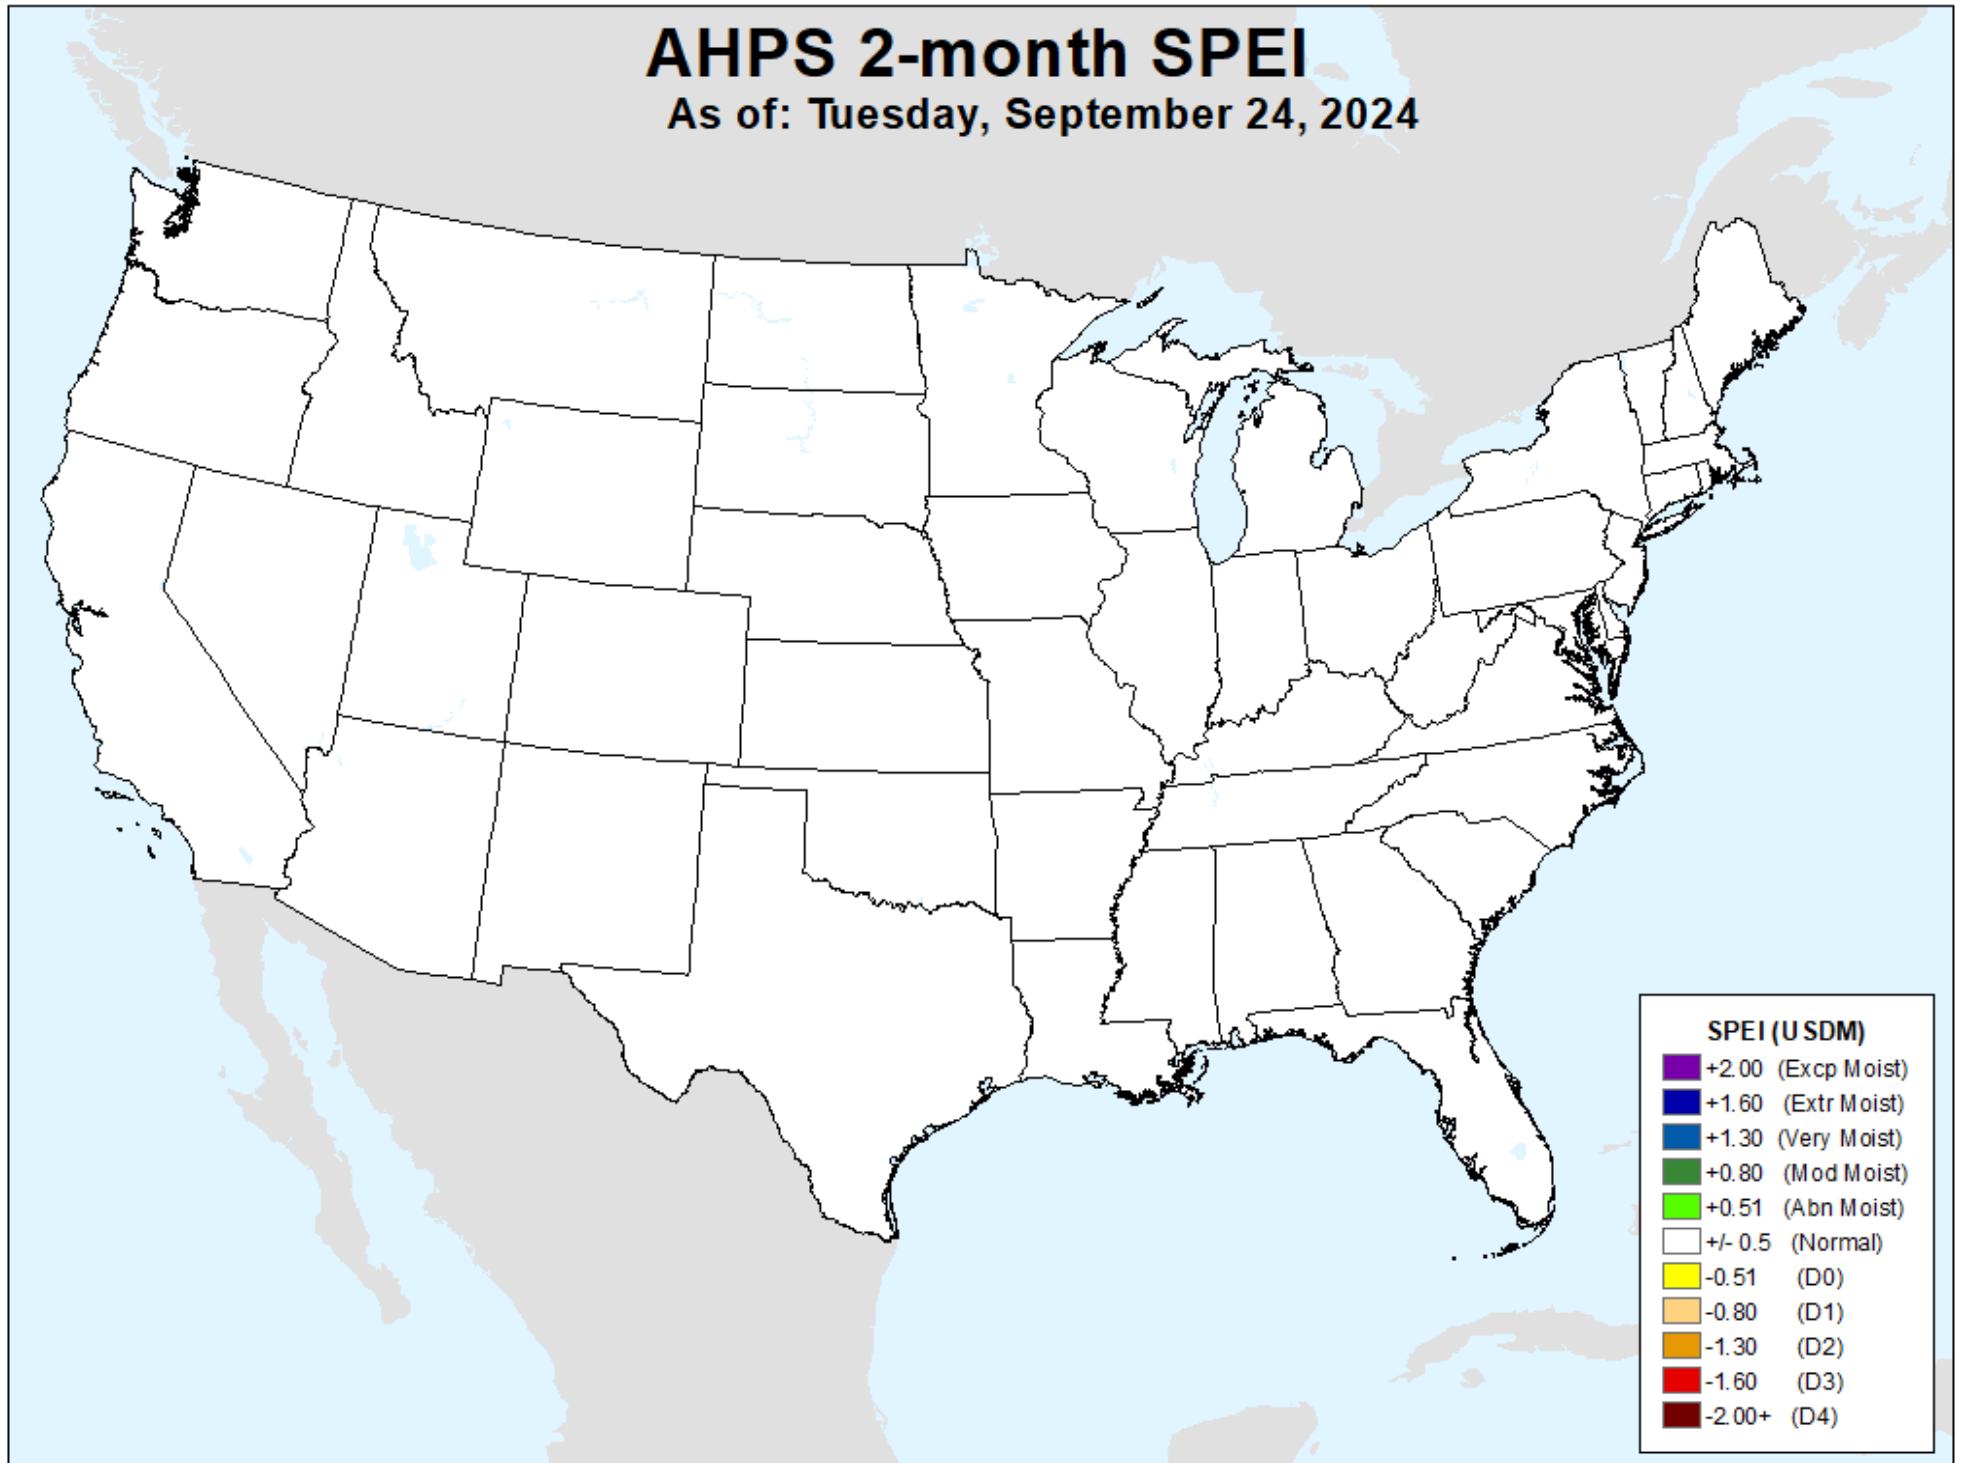 AHPS 2-month SPEI
As of: Tuesday, September 24, 2024
SPEI (USDM)
+2.00 (Excp Moist)
+1.60 (Extr Moist)
+1.30 (Very Moist)
+0.80 (Mod Moist)
+0.51 (Abn Moist)
+/- 0.5 (Normal)
-0.51 (D0)
-0.80 (D1)
-1.30 (D2)
-1.60 (D3)
-2.00+ (D4)